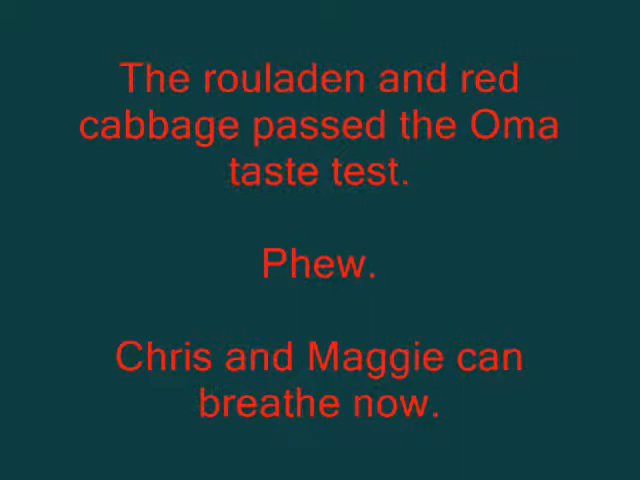 The rouladen and red
cabbage passed the Oma
taste test.
Phew.
Chris and Maggie can
breathe now.